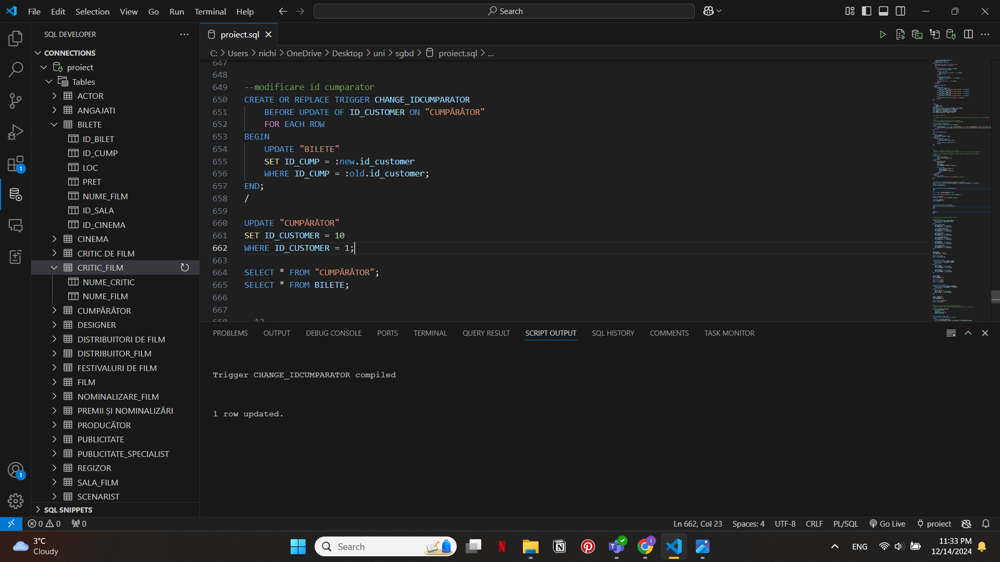 File Edit Selection View Go Run Terminal Help
Search
SQL DEVELOPER
proiect.sql
CONNECTIONS
C: > Users > nichi > OneDrive > Desktop > uni > sgbd > proiect.sql > ...
proiect
Tables
ACTOR
ANGAJATI
BILETE
ID_BILET
ID_CUMP
LOC
PRET
NUME_FILM
ID_SALA
ID_CINEMA
CINEMA
CRITIC DE FILM
CRITIC_FILM
NUME_CRITIC
NUME_FILM
CUMPĂRĂTOR
DESIGNER
DISTRIBUITORI DE FILM
DISTRIBUITOR_FILM
FESTIVALURI DE FILM
FILM
NOMINALIZARE_FILM
PREMII ȘI NOMINALIZĂRI
PRODUCĂTOR
PUBLICITATE
PUBLICITATE_SPECIALIST
REGIZOR
SALA_FILM
SCENARIST
SQL SNIPPETS
647
648
649 --modificare id cumparator
650 CREATE OR REPLACE TRIGGER CHANGE_IDCUMPARATOR
651 BEFORE UPDATE OF ID_CUSTOMER ON "CUMPĂRĂTOR"
652 FOR EACH ROW
653 BEGIN
654 UPDATE "BILETE"
655 SET ID_CUMP = :new.id_customer
656 WHERE ID_CUMP = :old.id_customer;
657 END;
658 /
659
660 UPDATE "CUMPĂRĂTOR"
661 SET ID_CUSTOMER = 10
662 WHERE ID_CUSTOMER = 1;
663
664 SELECT * FROM "CUMPĂRĂTOR";
665 SELECT * FROM BILETE;
666
667
668
PROBLEMS OUTPUT DEBUG CONSOLE PORTS TERMINAL QUERY RESULT SCRIPT OUTPUT SQL HISTORY COMMENTS TASK MONITOR
Trigger CHANGE_IDCUMPARATOR compiled
1 row updated.
1
1
0 0 0
Ln 662, Col 23 Spaces: 4 UTF-8 CRLF PL/SQL Go Live proiect
3°C
Cloudy
Search
ENG
11:33 PM
12/14/2024